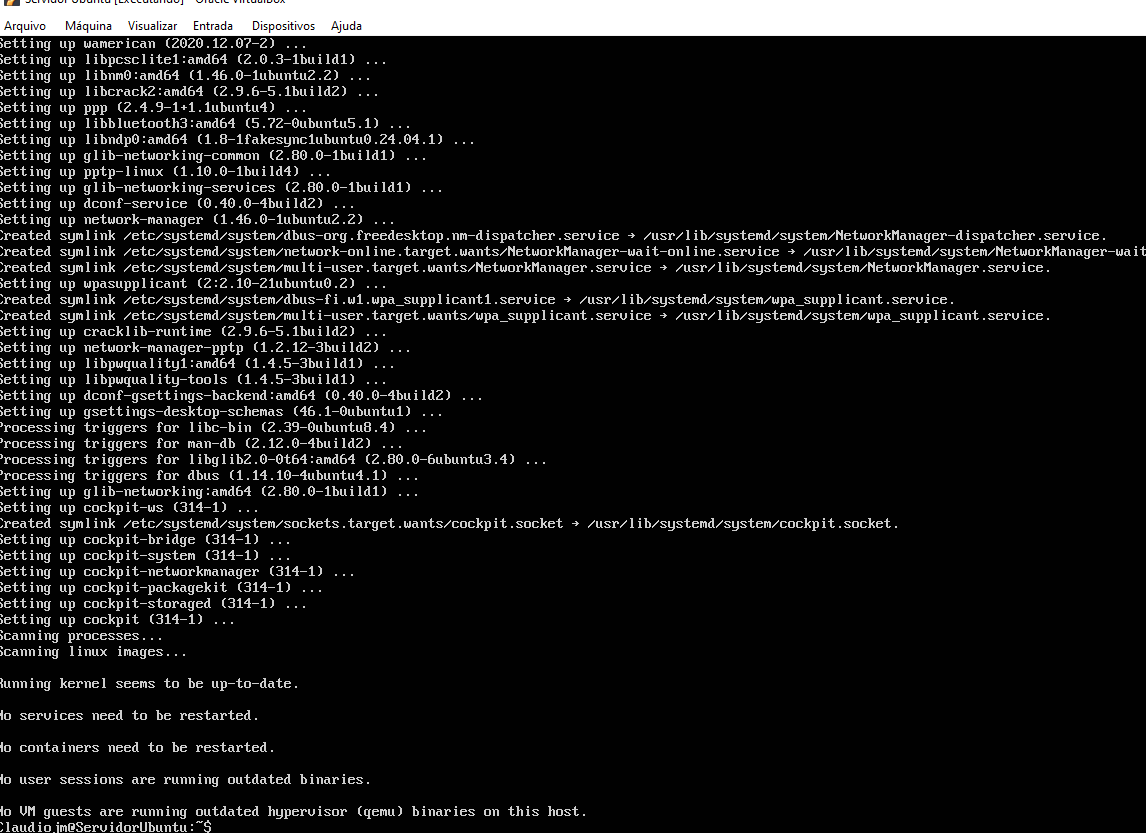 Servidor Ubuntu [Executando] - Oracle VirtualBox
Arquivo Máquina Visualizar Entrada Dispositivos Ajuda
Setting up wamerican (2020.12.07-2) ...
Setting up libpcsclite1:amd64 (2.0.3-1build1) ...
Setting up libnm0:amd64 (1.46.0-1ubuntu2.2) ...
Setting up libcrack2:amd64 (2.9.6-5.1build2) ...
Setting up ppp (2.4.9-1+1.1ubuntu4) ...
Setting up libbluetooth3:amd64 (5.72-0ubuntu5.1) ...
Setting up libndp0:amd64 (1.8-1fakesync1ubuntu0.24.04.1) ...
Setting up glib-networking-common (2.80.0-1build1) ...
Setting up pptp-linux (1.10.0-1build4) ...
Setting up glib-networking-services (2.80.0-1build1) ...
Setting up dconf-service (0.40.0-4build2) ...
Setting up network-manager (1.46.0-1ubuntu2.2) ...
Created symlink /etc/systemd/system/dbus-org.freedesktop.nm-dispatcher.service → /usr/lib/systemd/system/NetworkManager-dispatcher.service.
Created symlink /etc/systemd/system/network-online.target.wants/NetworkManager-wait-online.service → /usr/lib/systemd/system/NetworkManager-wait
Created symlink /etc/systemd/system/multi-user.target.wants/NetworkManager.service → /usr/lib/systemd/system/NetworkManager.service.
Setting up wpasupplicant (2:2.10-21ubuntu0.2) ...
Created symlink /etc/systemd/system/dbus-fi.w1.wpa_supplicant1.service → /usr/lib/systemd/system/wpa_supplicant.service.
Created symlink /etc/systemd/system/multi-user.target.wants/wpa_supplicant.service → /usr/lib/systemd/system/wpa_supplicant.service.
Setting up cracklib-runtime (2.9.6-5.1build2) ...
Setting up network-manager-pptp (1.2.12-3build2) ...
Setting up libpwquality1:amd64 (1.4.5-3build1) ...
Setting up libpwquality-tools (1.4.5-3build1) ...
Setting up dconf-gsettings-backend:amd64 (0.40.0-4build2) ...
Setting up gsettings-desktop-schemas (46.1-0ubuntu1) ...
Processing triggers for libc-bin (2.39-0ubuntu8.4) ...
Processing triggers for man-db (2.12.0-4build2) ...
Processing triggers for libglib2.0-0t64:amd64 (2.80.0-6ubuntu3.4) ...
Processing triggers for dbus (1.14.10-4ubuntu4.1) ...
Setting up glib-networking:amd64 (2.80.0-1build1) ...
Setting up cockpit-ws (314-1) ...
Created symlink /etc/systemd/system/sockets.target.wants/cockpit.socket → /usr/lib/systemd/system/cockpit.socket.
Setting up cockpit-bridge (314-1) ...
Setting up cockpit-system (314-1) ...
Setting up cockpit-networkmanager (314-1) ...
Setting up cockpit-packagekit (314-1) ...
Setting up cockpit-storaged (314-1) ...
Setting up cockpit (314-1) ...
Scanning processes...
Scanning linux images...
Running kernel seems to be up-to-date.
No services need to be restarted.
No containers need to be restarted.
No user sessions are running outdated binaries.
No VM guests are running outdated hypervisor (qemu) binaries on this host.
Claudiojm@ServidorUbuntu:~$